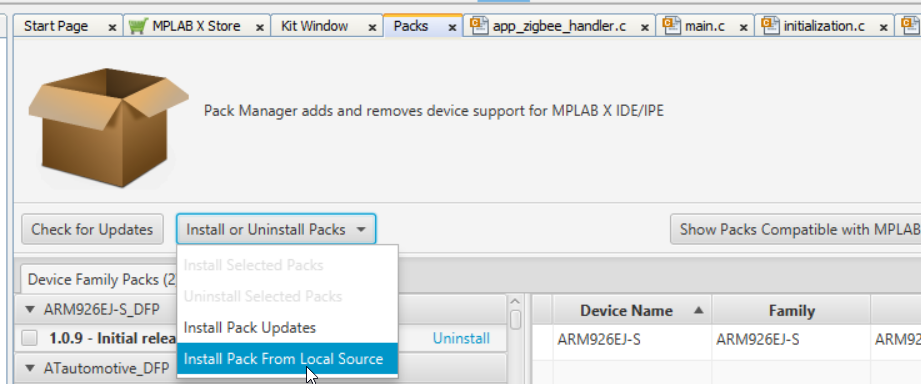 Start Page x MPLAB X Store x Kit Window x Packs x app_zigbee_handler.c x main.c x initialization.c x
Pack Manager adds and removes device support for MPLAB X IDE/IPE
Check for Updates Install or Uninstall Packs Show Packs Compatible with MPLAB
Install Selected Packs
Uninstall Selected Packs
Install Pack Updates
Install Pack From Local Source
Device Family Packs (2
ARM926EJ-S_DFP
1.0.9 - Initial relea Uninstall
ATautomotive_DFP
Device Name Family
ARM926EJ-S ARM926EJ-S ARM92